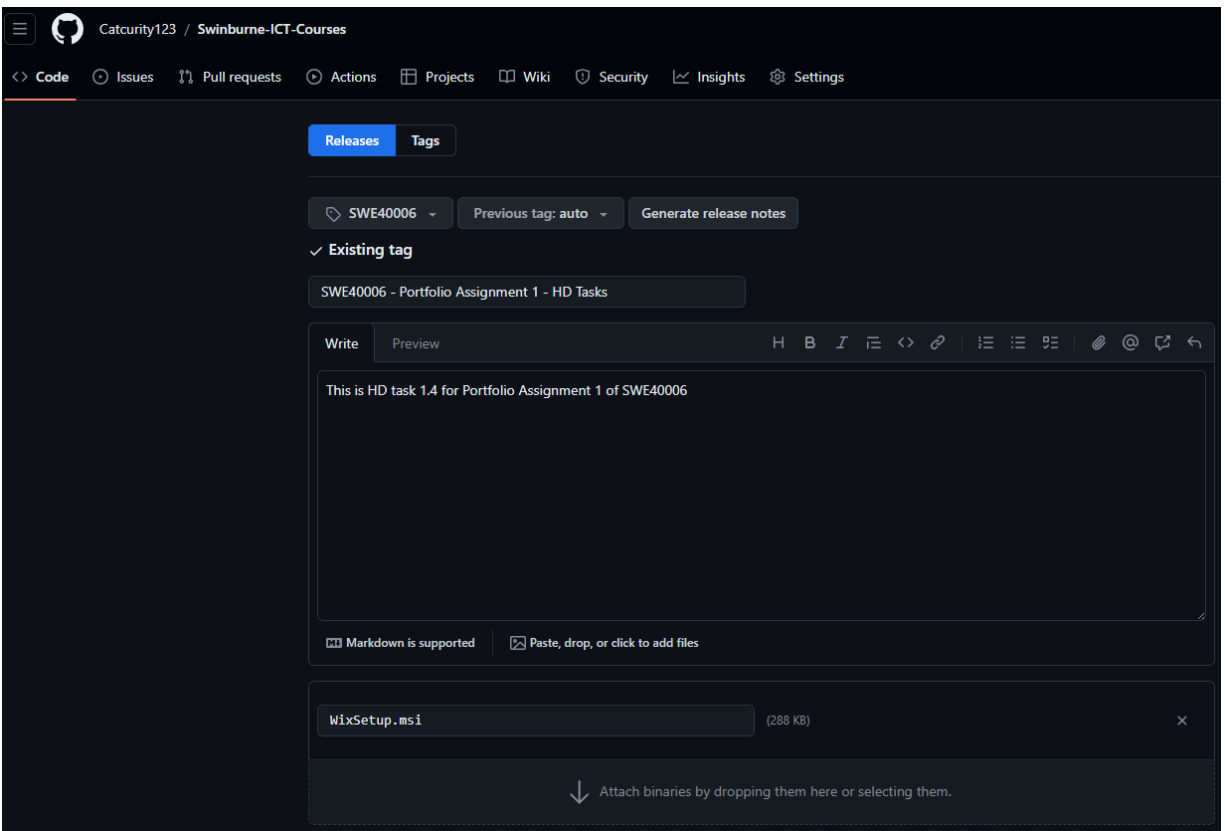 Catcurity123 / Swinburne-ICT-Courses
<> Code Issues Pull requests Actions Projects Wiki Security Insights Settings
Releases Tags
SWE40006 Previous tag: auto Generate release notes
Existing tag
SWE40006 - Portfolio Assignment 1 - HD Tasks
Write Preview H B I <> @
This is HD task 1.4 for Portfolio Assignment 1 of SWE40006
Markdown is supported Paste, drop, or click to add files
WixSetup.msi (288 KB)
Attach binaries by dropping them here or selecting them.